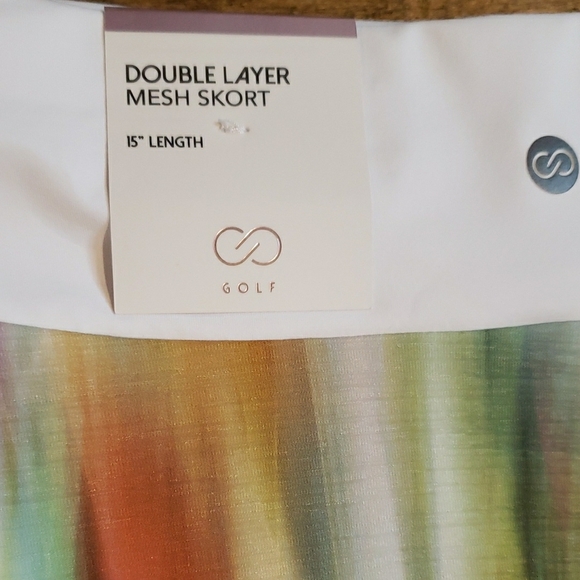 DOUBLE LAYER
MESH SKORT
15" LENGTH
GOLF